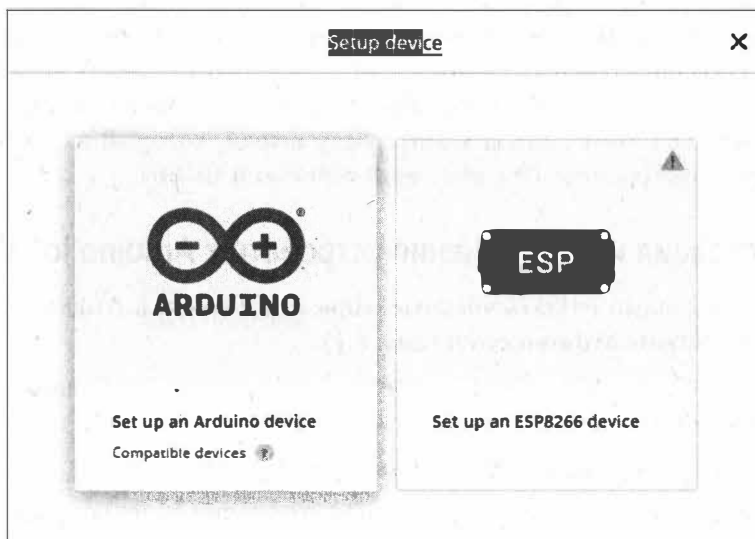 Setup device
ARDUINO
ESP
Set up an Arduino device
Set up an ESP8266 device
Compatible devices ?